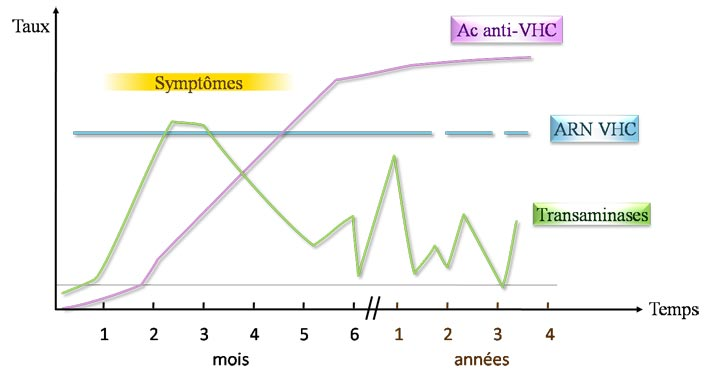 Taux
Ac anti-VHC
Symptômes
ARN VHC
Transaminases
Temps
1 2 3 4 5 6 1 2 3 4
mois années